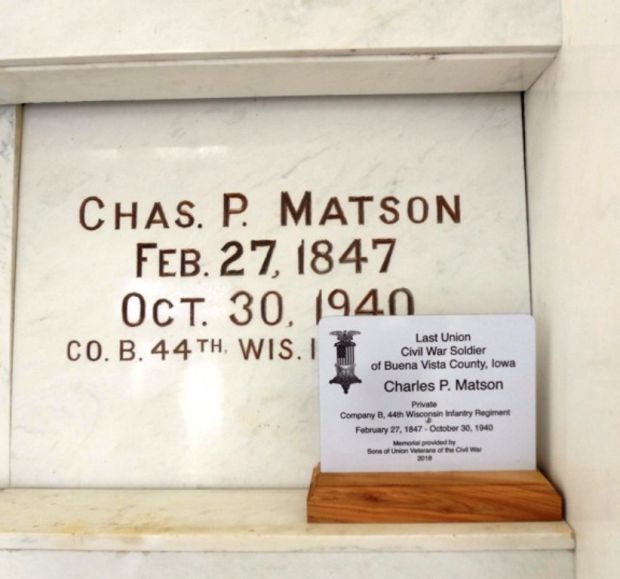 CHAS. P. MATSON
FEB. 27, 1847
OCT. 30, 1940
CO. B. 44TH. WIS. I
Last Union
Civil War Soldier
of Buena Vista County, Iowa
Charles P. Matson
Private
Company B, 44th Wisconsin Infantry Regiment
February 27, 1847 - October 30, 1940
Memorial provided by
Sons of Union Veterans of the Civil War
2018